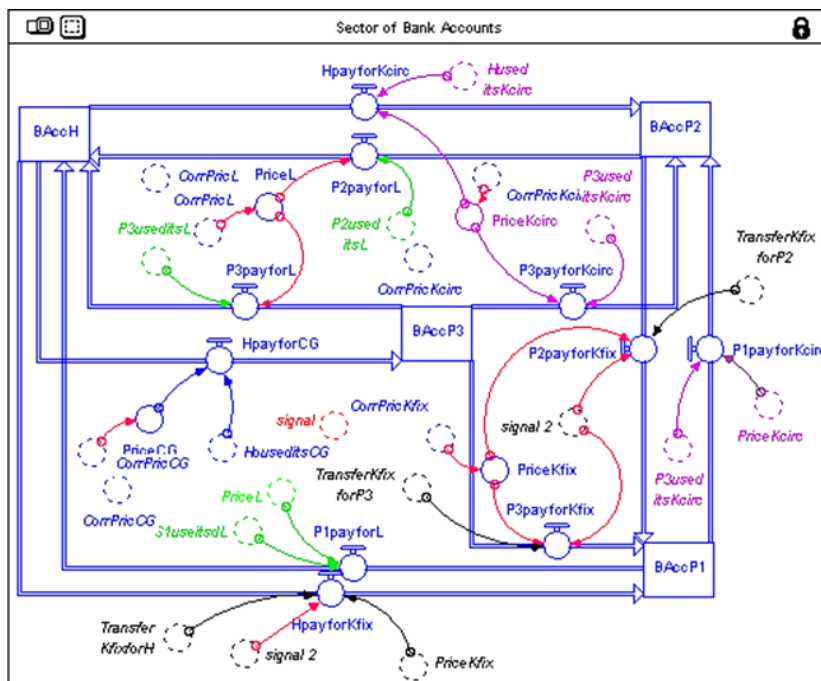 Sector of Bank Accounts
HpayforKcirc
Hused
itsKcirc
BAccH
BAccP2
CorrPricL
PriceL
CorrPricL
P2payforL
CorrPricKcirc
P3used
itsKcirc
P3useditsL
P2used
itsL
PriceKcirc
TransferKfix
forP2
CorrPricKcirc
P3payforL
P3payforKcirc
BAccP3
HpayforCG
P2payforKfix
P1payforKcirc
signal
CorrPricKfix
signal 2
PriceCG
CorrPricCG
HouseditsCG
TransferKfix
forP3
PriceKfix
PriceKcirc
P3used
itsKcirc
CorrPricCG
PriceL
S1useitsdL
P1payforL
P3payforKfix
BAccP1
Transfer
KfixforH
signal 2
HpayforKfix
PriceKfix